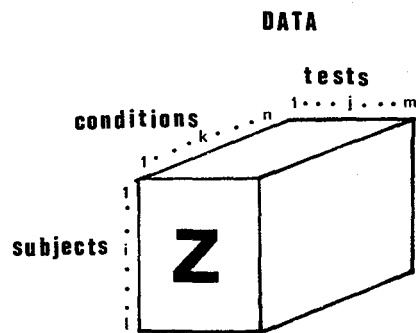 DATA
tests
1 . . . j . . . m
conditions
1 . . . k . . . . n
subjects
1
.
.
i
.
.
.
l
Z